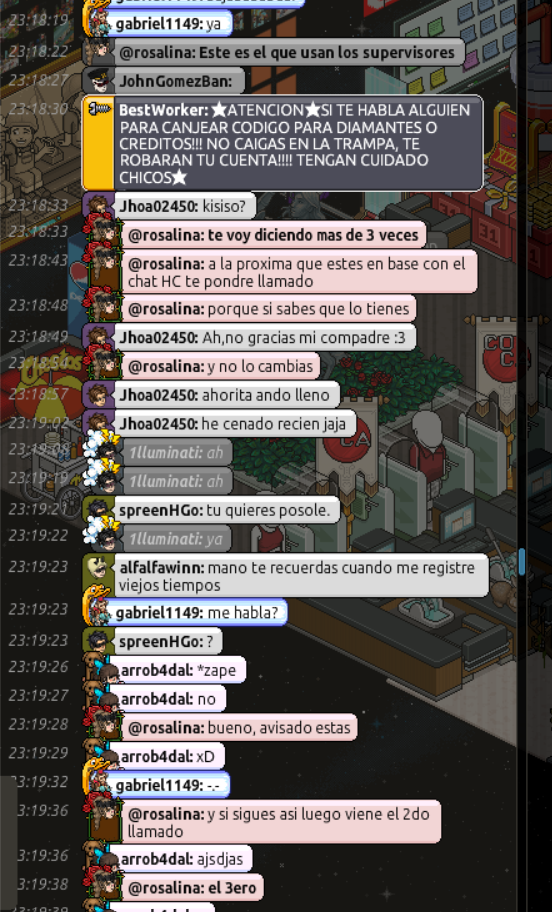 23:18:19 gabriel1149: ya
23:18:22 @rosalina: Este es el que usan los supervisores
23:18:27 JohnGomezBan:
23:18:30 BestWorker: ★ATENCION★SI TE HABLA ALGUIEN
PARA CANJEAR CODIGO PARA DIAMANTES O
CREDITOS!!! NO CAIGAS EN LA TRAMPA, TE
ROBARAN TU CUENTA!!!! TENGAN CUIDADO
CHICOS★
23:18:33 Jhoa02450: kisiso?
23:18:33 @rosalina: te voy diciendo mas de 3 veces
23:18:43 @rosalina: a la proxima que estes en base con el
chat HC te pondre llamado
23:18:48 @rosalina: porque si sabes que lo tienes
23:18:49 Jhoa02450: Ah,no gracias mi compadre :3
23:18:54 @rosalina: y no lo cambias
23:18:57 Jhoa02450: ahorita ando lleno
23:19:02 Jhoa02450: he cenado recien jaja
23:19:09 1lluminati: ah
23:19:19 1lluminati: ah
23:19:21 spreenHGo: tu quieres posole.
23:19:22 1lluminati: ya
23:19:23 alfalfawinn: mano te recuerdas cuando me registre
viejos tiempos
23:19:23 gabriel1149: me habla?
23:19:23 spreenHGo: ?
23:19:26 arrob4dal: *zape
23:19:27 arrob4dal: no
23:19:28 @rosalina: bueno, avisado estas
23:19:29 arrob4dal: xD
23:19:32 gabriel1149: -.-
23:19:36 @rosalina: y si sigues asi luego viene el 2do
llamado
3:19:36 arrob4dal: ajsdjas
3:19:38 @rosalina: el 3ero